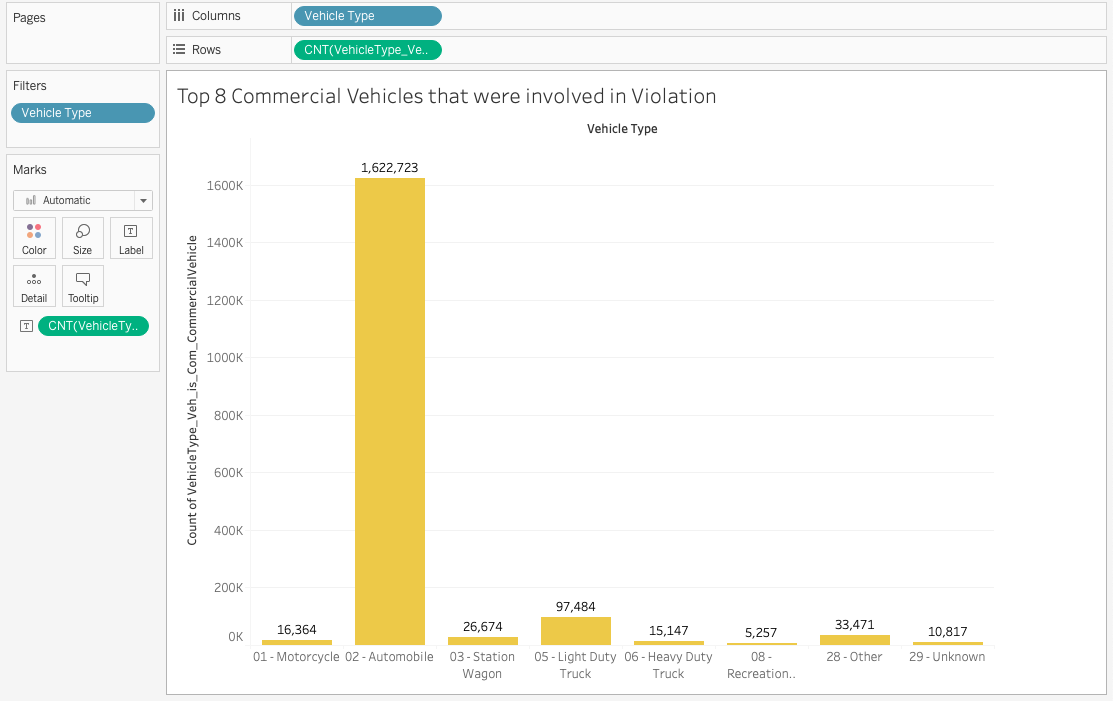 Pages
Columns
Vehicle Type
Rows
CNT(VehicleType_Ve..
Filters
Vehicle Type
Marks
Automatic
Color
Size
Label
Detail
Tooltip
CNT(VehicleTy..
Top 8 Commercial Vehicles that were involved in Violation
Vehicle Type
Count of VehicleType_Veh_is_Com_CommercialVehicle
1600K
1400K
1200K
1000K
800K
600K
400K
200K
0K
16,364
1,622,723
26,674
97,484
15,147
5,257
33,471
10,817
01 - Motorcycle
02 - Automobile
03 - Station
Wagon
05 - Light Duty
Truck
06 - Heavy Duty
Truck
08 -
Recreation..
28 - Other
29 - Unknown